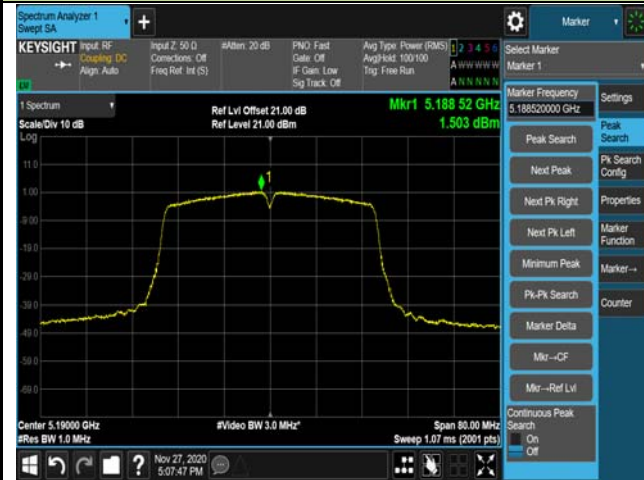 Spectrum Analyzer 1
Swept SA
Marker
KEYSIGHT
Input: RF
Coupling: DC
Align: Auto
Input Z: 50 Ω
Corrections: Off
Freq Ref: Int (S)
#Atten: 20 dB
PNO: Fast
Gate: Off
IF Gain: Low
Sig Track: Off
Avg Type: Power (RMS)
Avg|Hold: 100/100
Trig: Free Run
1 2 3 4 5 6
A W W W W W
A N N N N N
Select Marker
Marker 1
1 Spectrum
Scale/Div 10 dB
Log
Ref Lvl Offset 21.00 dB
Ref Level 21.00 dBm
Mkr1 5.188 52 GHz
1.503 dBm
11.0
1.00
-9.00
-19.0
-29.0
-39.0
-49.0
-59.0
-69.0
1
Center 5.19000 GHz
#Res BW 1.0 MHz
#Video BW 3.0 MHz*
Span 80.00 MHz
Sweep 1.07 ms (2001 pts)
Marker Frequency
5.188520000 GHz
Peak Search
Next Peak
Next Pk Right
Next Pk Left
Minimum Peak
Pk-Pk Search
Marker Delta
Mkr→CF
Mkr→Ref Lvl
Continuous Peak
Search
On
Off
Settings
Peak
Search
Pk Search
Config
Properties
Marker
Function
Marker→
Counter
?
Nov 27, 2020
5:07:47 PM